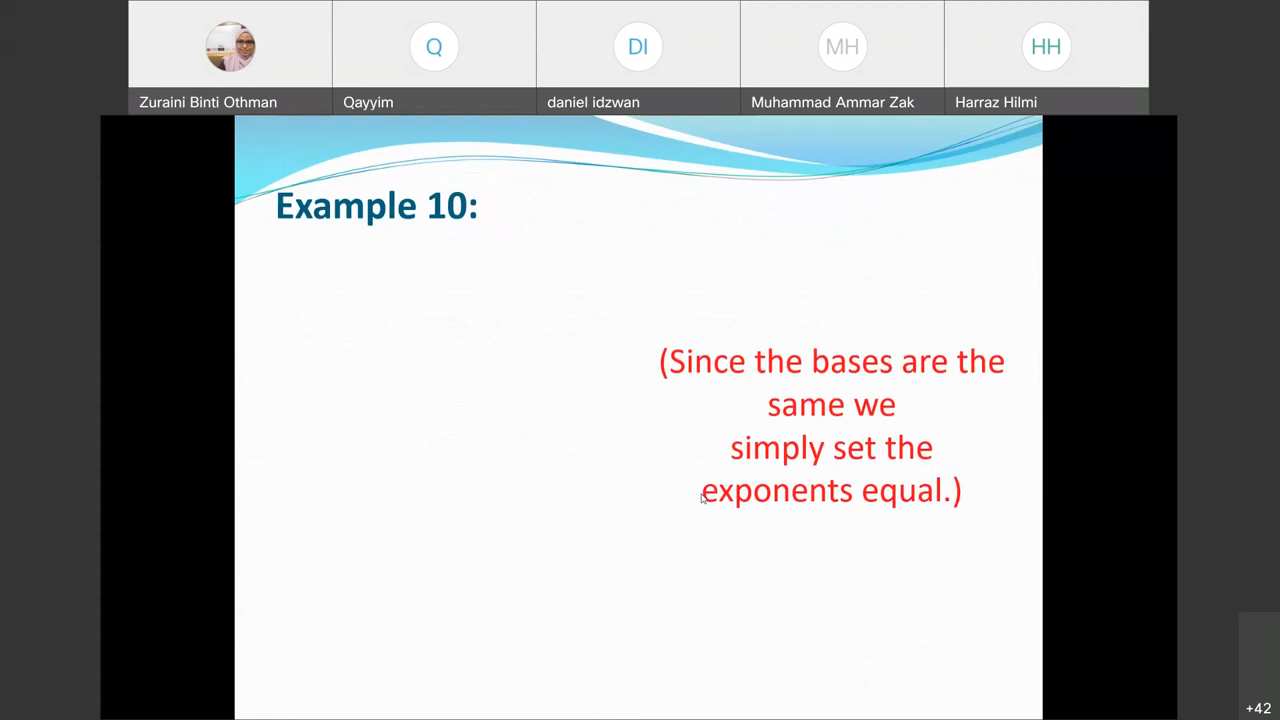 Q
DI
MH
HH
Zuraini Binti Othman
Qayyim
daniel idzwan
Muhammad Ammar Zak
Harraz Hilmi
Example 10:
(Since the bases are the
same we
simply set the
exponents equal.)
+42